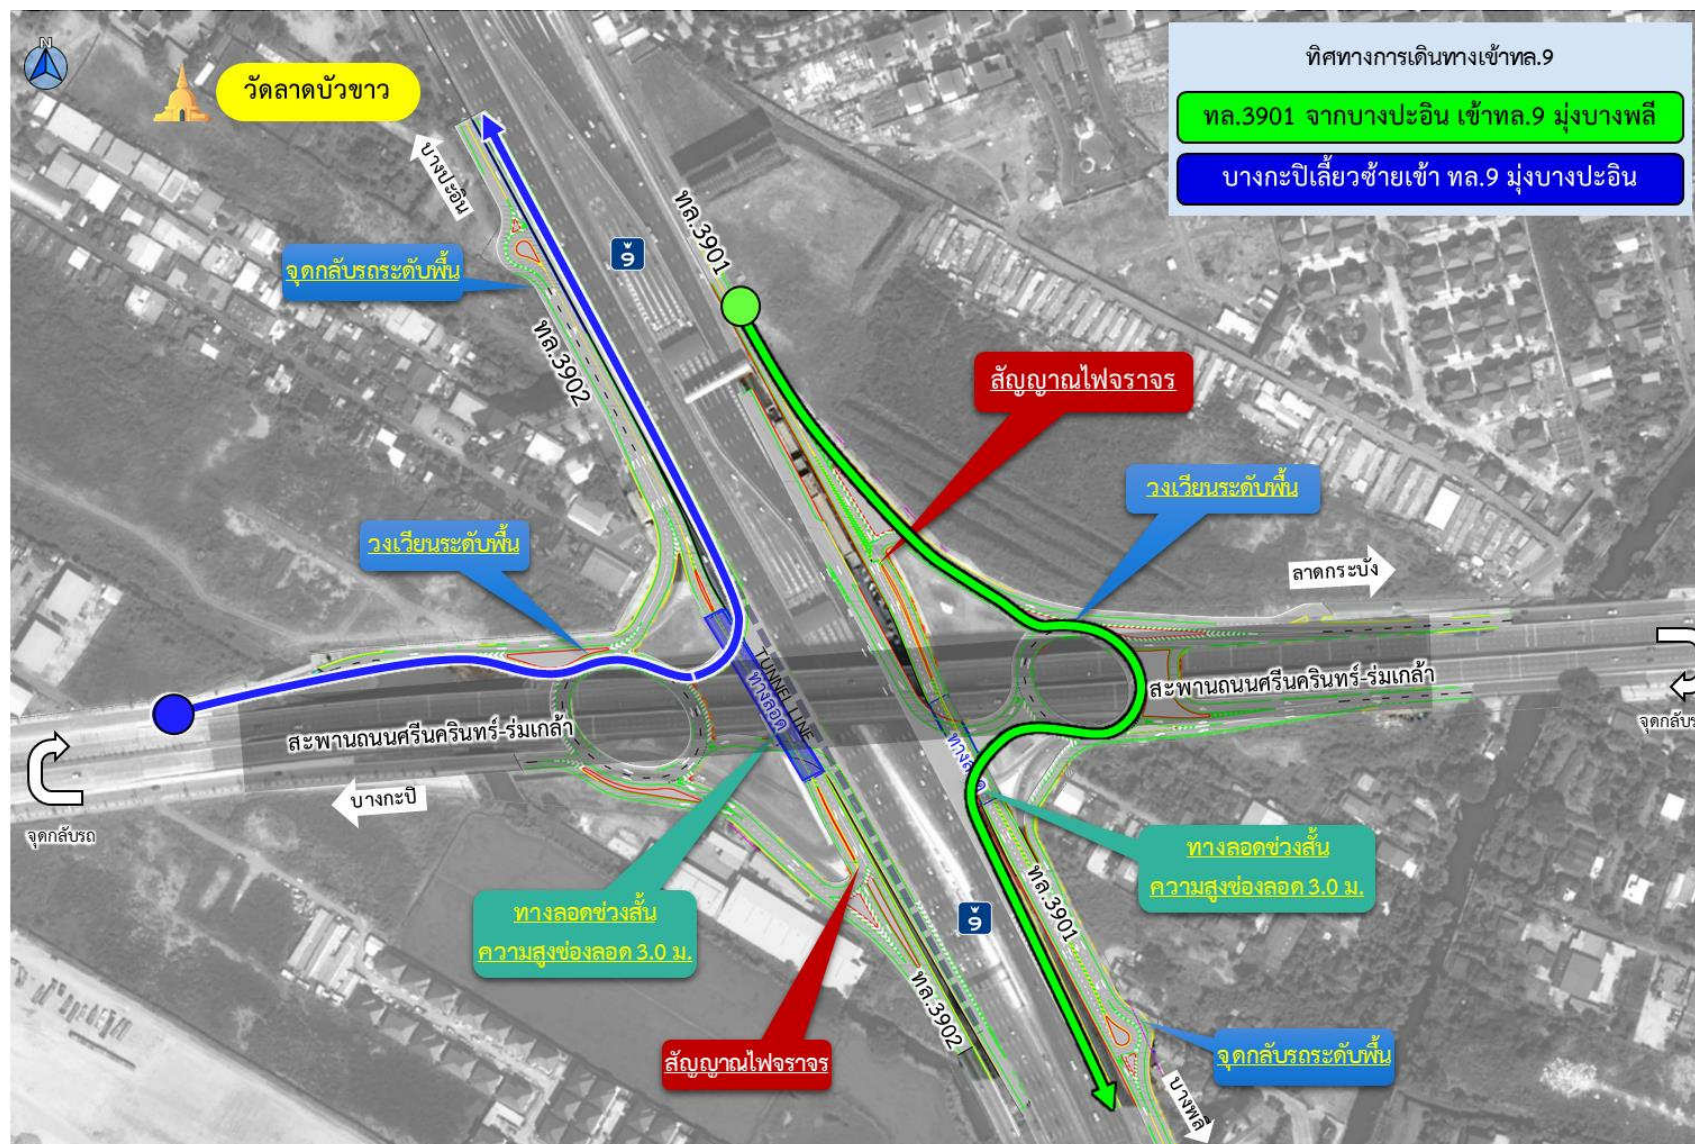 N
วัดลาดบัวขาว
ทิศทางการเดินทางเข้าทล.9
ทล.3901 จากบางปะอิน เข้าทล.9 มุ่งบางพลี
บางกะปิเลี้ยวซ้ายเข้า ทล.9 มุ่งบางปะอิน
บางปะอิน
ทล.3901
๙
จุดกลับรถระดับพื้น
ทล.3902
สัญญาณไฟจราจร
วงเวียนระดับพื้น
วงเวียนระดับพื้น
ลาดกระบัง
TUNNEL LINE
ทางลอด
สะพานถนนศรีนครินทร์-ร่มเกล้า
สะพานถนนศรีนครินทร์-ร่มเกล้า
จุดกลับร
ทางลอด
บางกะปิ
จุดกลับรถ
ทางลอดช่วงสั้น
ความสูงช่องลอด 3.0 ม.
ทล.3901
ทางลอดช่วงสั้น
ความสูงช่องลอด 3.0 ม.
๙
ทล.3902
สัญญาณไฟจราจร
จุดกลับรถระดับพื้น
บางพลี